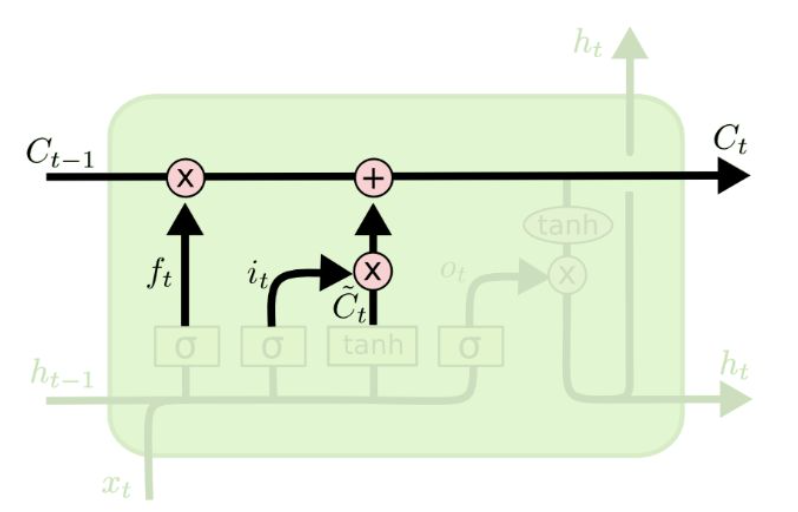 h_t
C_{t-1}
C_t
x
+
tanh
f_t
i_t
x
o_t
x
C̃_t
σ
σ
tanh
σ
h_{t-1}
h_t
x_t